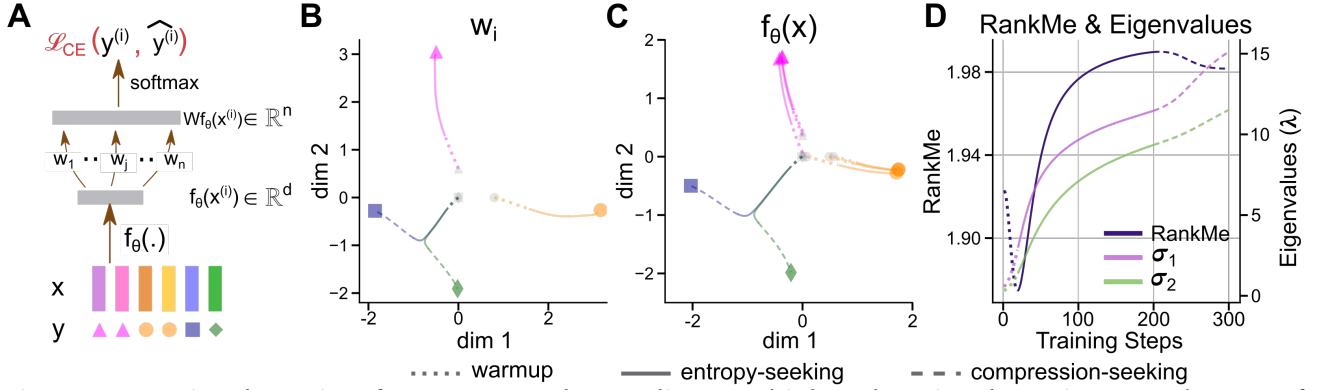 A
ℒCE (y(i) , ŷ(i))
softmax
Wfθ(x(i))∈ ℝn
w1 ·· wj ·· wn
fθ(x(i))∈ ℝd
fθ(.)
x
y
B
wi
dim 2
3
2
1
0
−1
−2
-2
0
2
dim 1
C
fθ(x)
dim 2
2
1
0
−1
−2
-2
0
2
dim 1
D
RankMe & Eigenvalues
RankMe
1.98
1.94
1.90
Eigenvalues (λ)
15
10
5
0
RankMe
σ1
σ2
0
100
200
300
Training Steps
warmup
entropy-seeking
compression-seeking